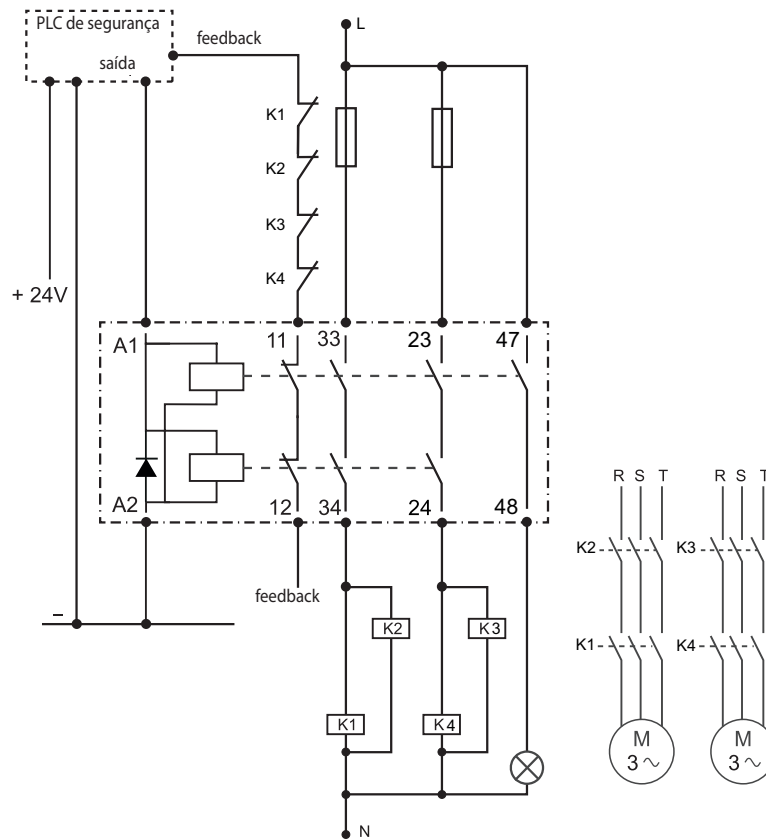 PLC de segurança
saída
feedback
L
K1
K2
K3
K4
+ 24V
A1
11
33
23
47
A2
12
34
24
48
feedback
–
K2
K3
K1
K4
N
R S T
R S T
K2
K3
K1
K4
M
3 ~
M
3 ~